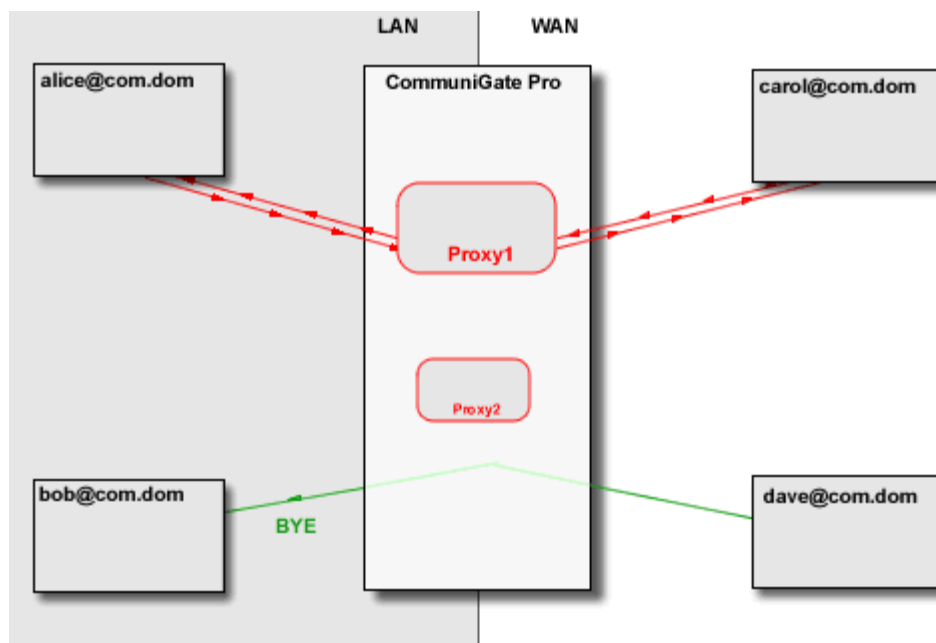 LAN WAN
alice@com.dom
CommuniGate Pro
carol@com.dom
Proxy1
Proxy2
bob@com.dom
dave@com.dom
BYE